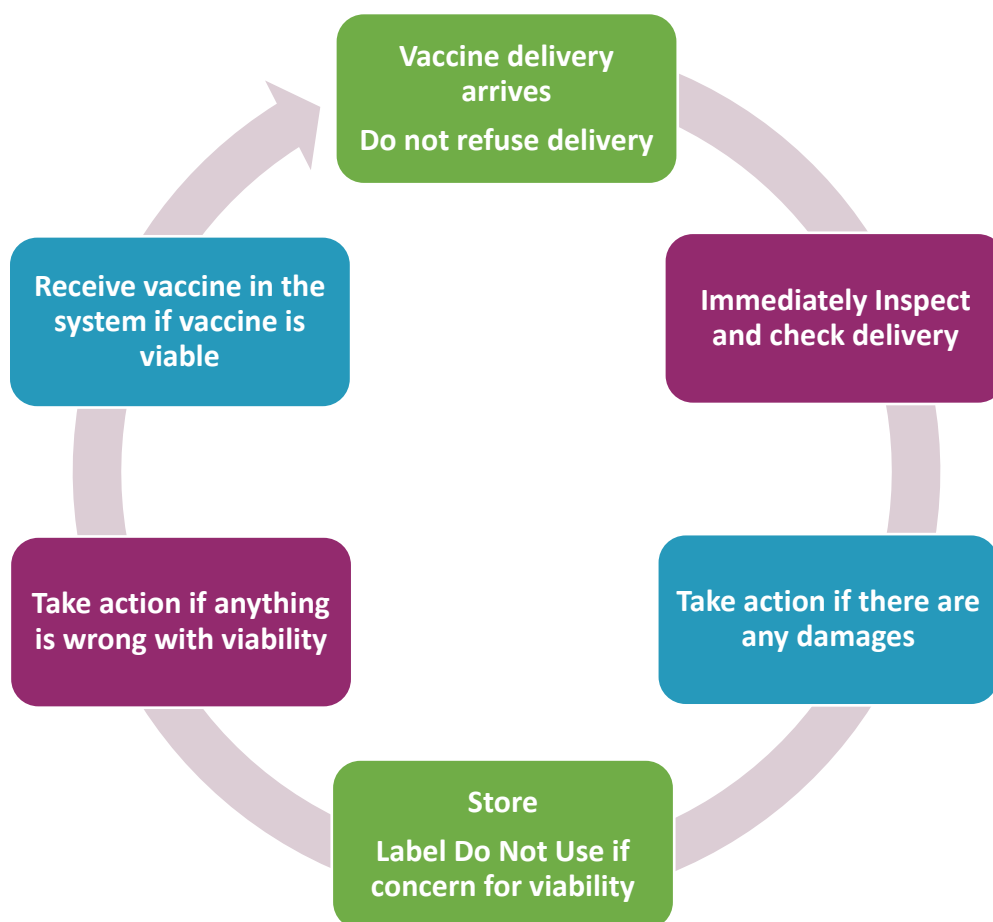 Vaccine delivery
arrives
Do not refuse delivery
Immediately Inspect
and check delivery
Take action if there are
any damages
Store
Label Do Not Use if
concern for viability
Take action if anything
is wrong with viability
Receive vaccine in the
system if vaccine is
viable